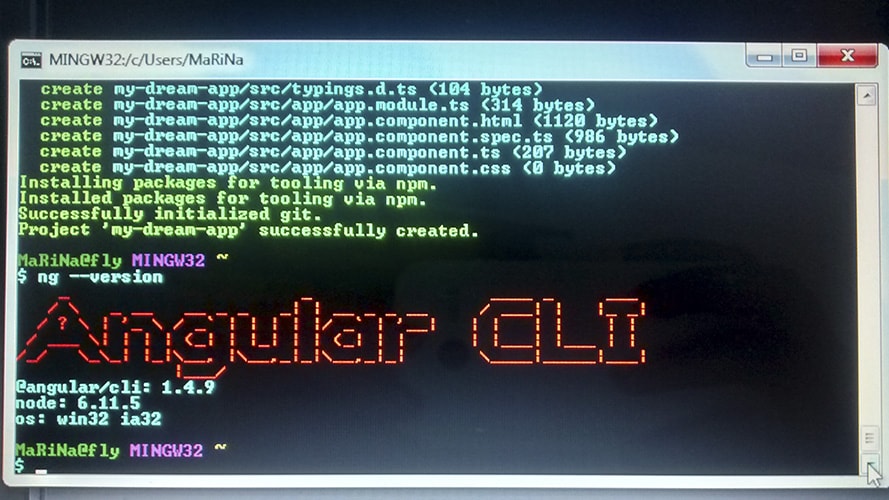 MINGW32:/c/Users/MaRiNa
create my-dream-app/src/typings.d.ts (104 bytes)
create my-dream-app/src/app/app.module.ts (314 bytes)
create my-dream-app/src/app/app.component.html (1120 bytes)
create my-dream-app/src/app/app.component.spec.ts (986 bytes)
create my-dream-app/src/app/app.component.ts (207 bytes)
create my-dream-app/src/app/app.component.css (0 bytes)
Installing packages for tooling via npm.
Installed packages for tooling via npm.
Successfully initialized git.
Project 'my-dream-app' successfully created.
MaRiNa@fly MINGW32 ~
$ ng --version
Angular CLI
@angular/cli: 1.4.9
node: 6.11.5
os: win32 ia32
MaRiNa@fly MINGW32 ~
$